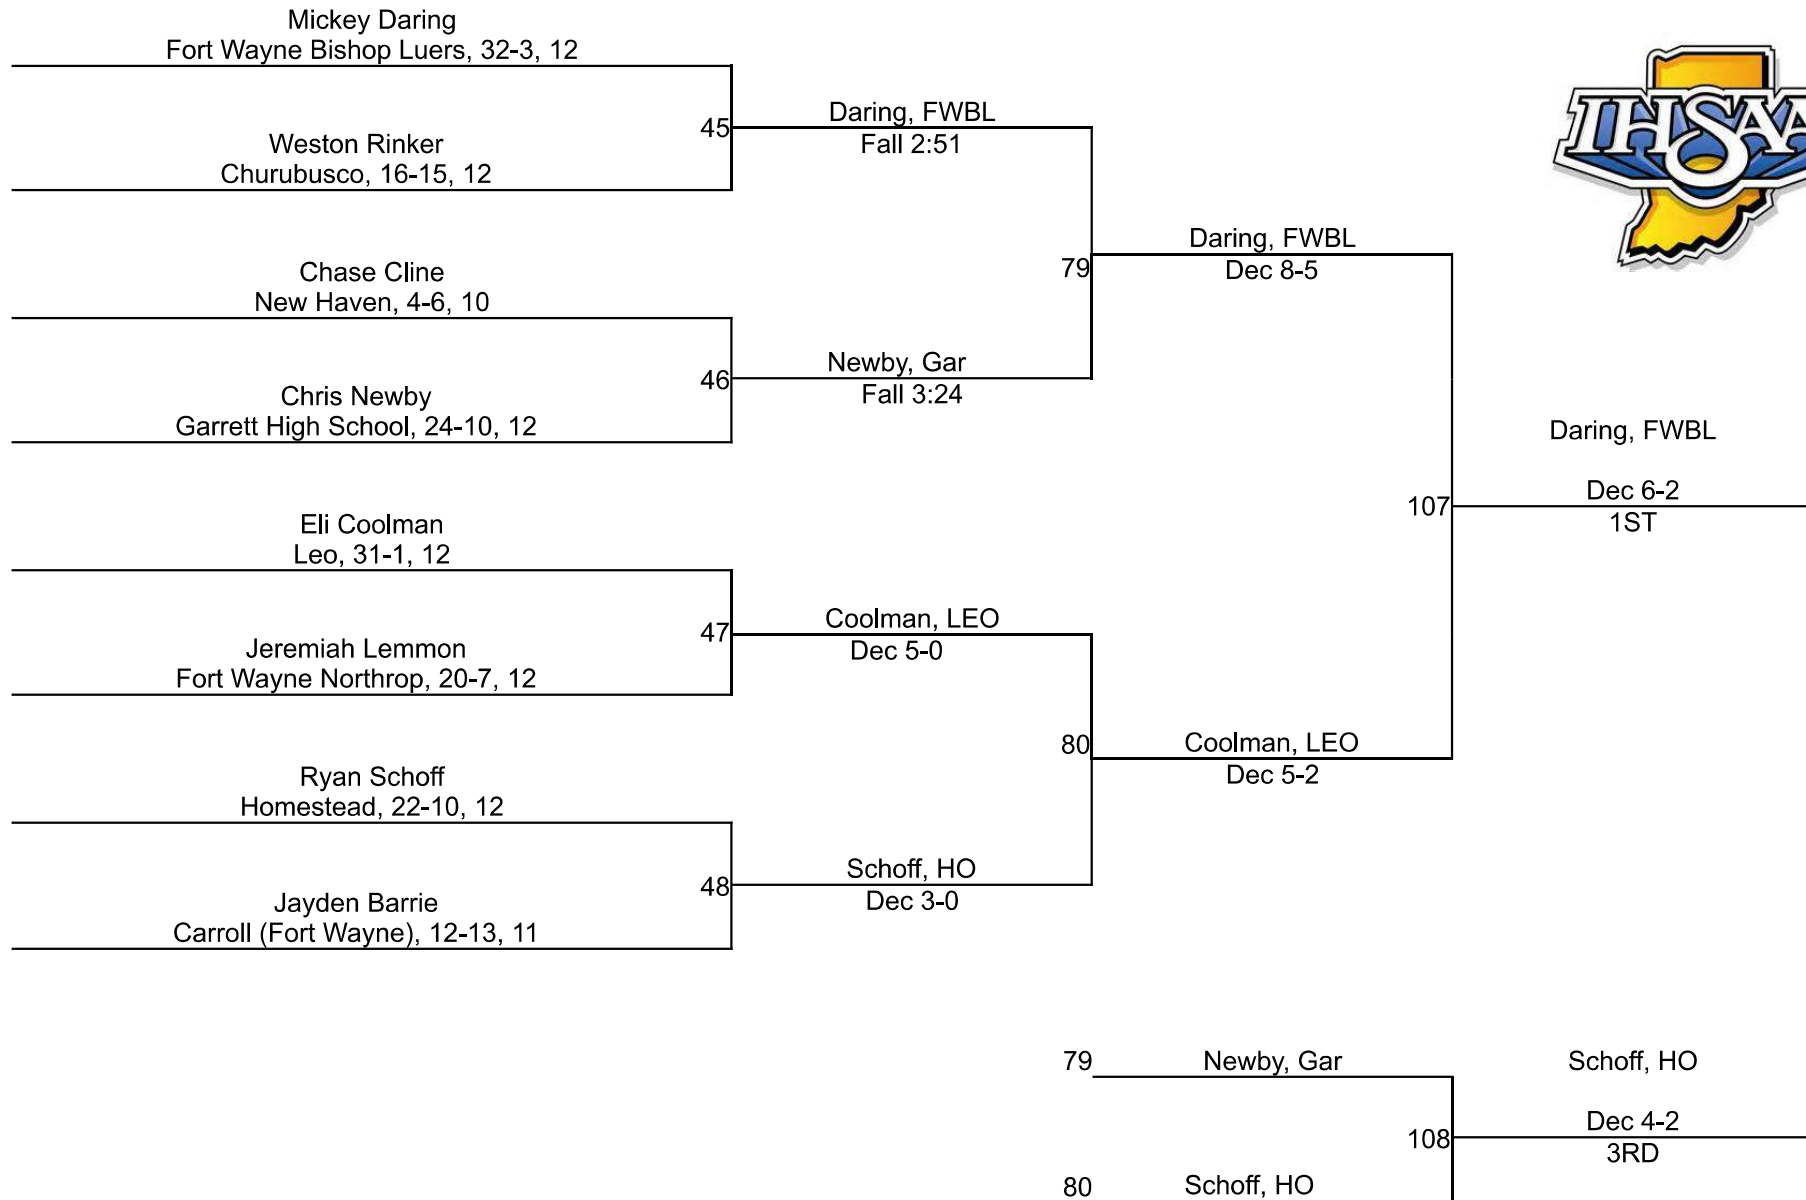 Mickey Daring
Fort Wayne Bishop Luers, 32-3, 12
45
Weston Rinker
Churubusco, 16-15, 12
Daring, FWBL
Fall 2:51
Chase Cline
New Haven, 4-6, 10
46
Chris Newby
Garrett High School, 24-10, 12
Newby, Gar
Fall 3:24
79
Daring, FWBL
Dec 8-5
Eli Coolman
Leo, 31-1, 12
47
Jeremiah Lemmon
Fort Wayne Northrop, 20-7, 12
Coolman, LEO
Dec 5-0
Ryan Schoff
Homestead, 22-10, 12
48
Jayden Barrie
Carroll (Fort Wayne), 12-13, 11
Schoff, HO
Dec 3-0
80
Coolman, LEO
Dec 5-2
107
Daring, FWBL
Dec 6-2
1ST
IHSAA
79
Newby, Gar
80
Schoff, HO
108
Schoff, HO
Dec 4-2
3RD